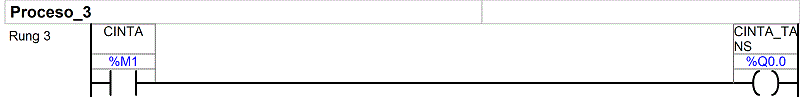 Proceso_3
Rung 3
CINTA
%M1
CINTA_TA
NS
%Q0.0